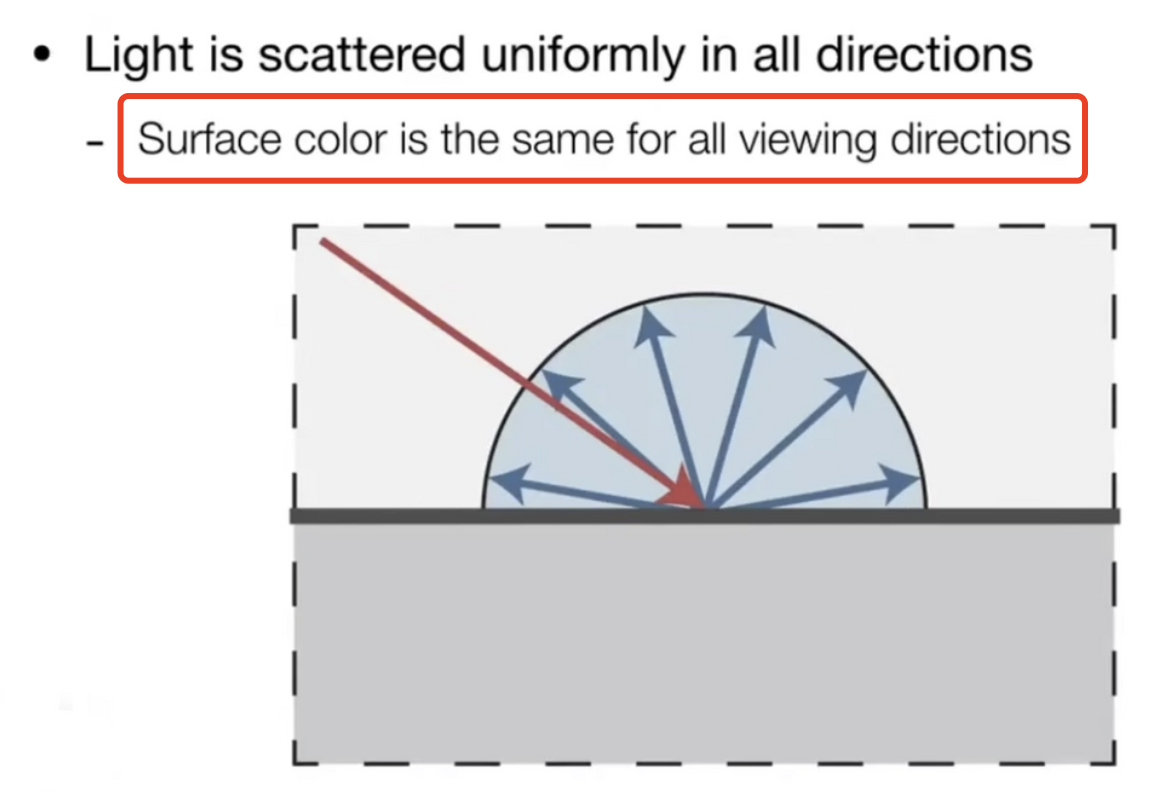 • Light is scattered uniformly in all directions
- Surface color is the same for all viewing directions